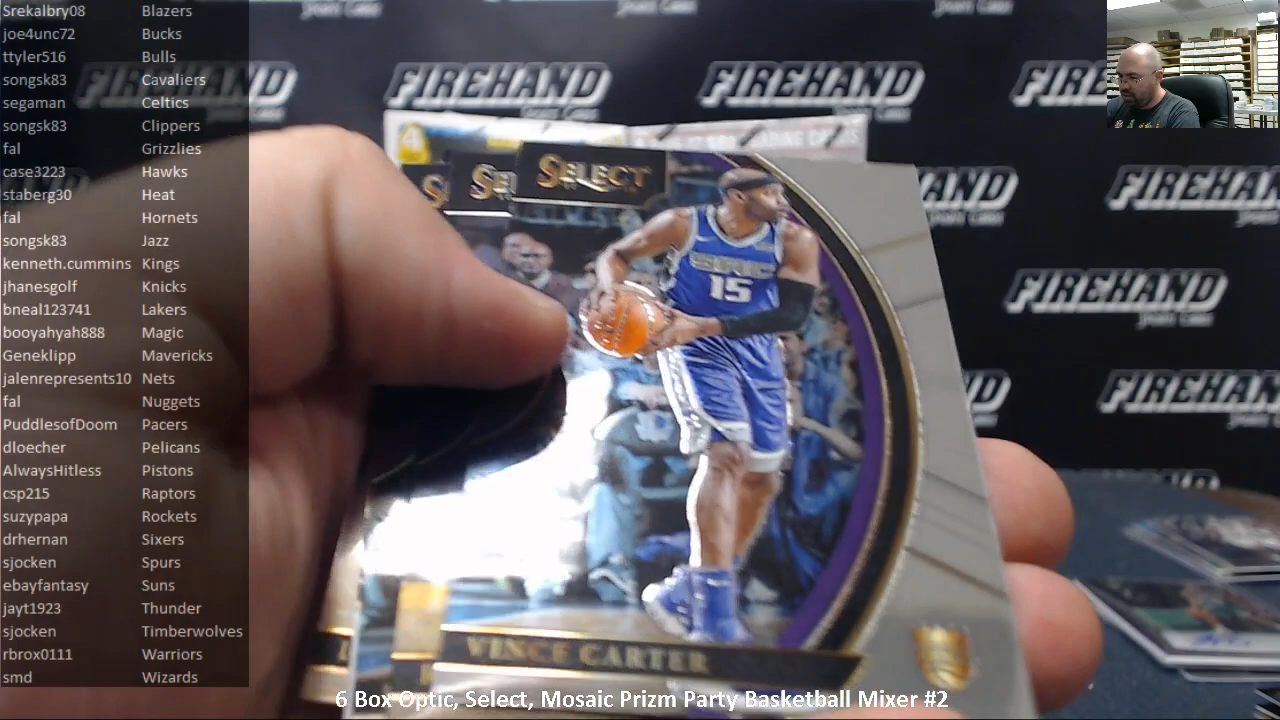 Srekalbry08 Blazers
joe4unc72 Bucks
ttyler516 Bulls
songsk83 Cavaliers
segaman Celtics
songsk83 Clippers
fal Grizzlies
case3223 Hawks
staberg30 Heat
fal Hornets
songsk83 Jazz
kenneth.cummins Kings
jhanesgolf Knicks
bneal123741 Lakers
booyahyah888 Magic
Geneklipp Mavericks
jalenrepresents10 Nets
fal Nuggets
PuddlesofDoom Pacers
dloecher Pelicans
AlwaysHitless Pistons
csp215 Raptors
suzypapa Rockets
drhernan Sixers
sjocken Spurs
ebayfantasy Suns
jayt1923 Thunder
sjocken Timberwolves
rbrox0111 Warriors
smd Wizards
FIREHAND
FIREHAND
FIREHAND
FIREHAND
FIREHAND
FIREHAND
SELECT
15
VINCE CARTER
6 Box Optic, Select, Mosaic Prizm Party Basketball Mixer #2